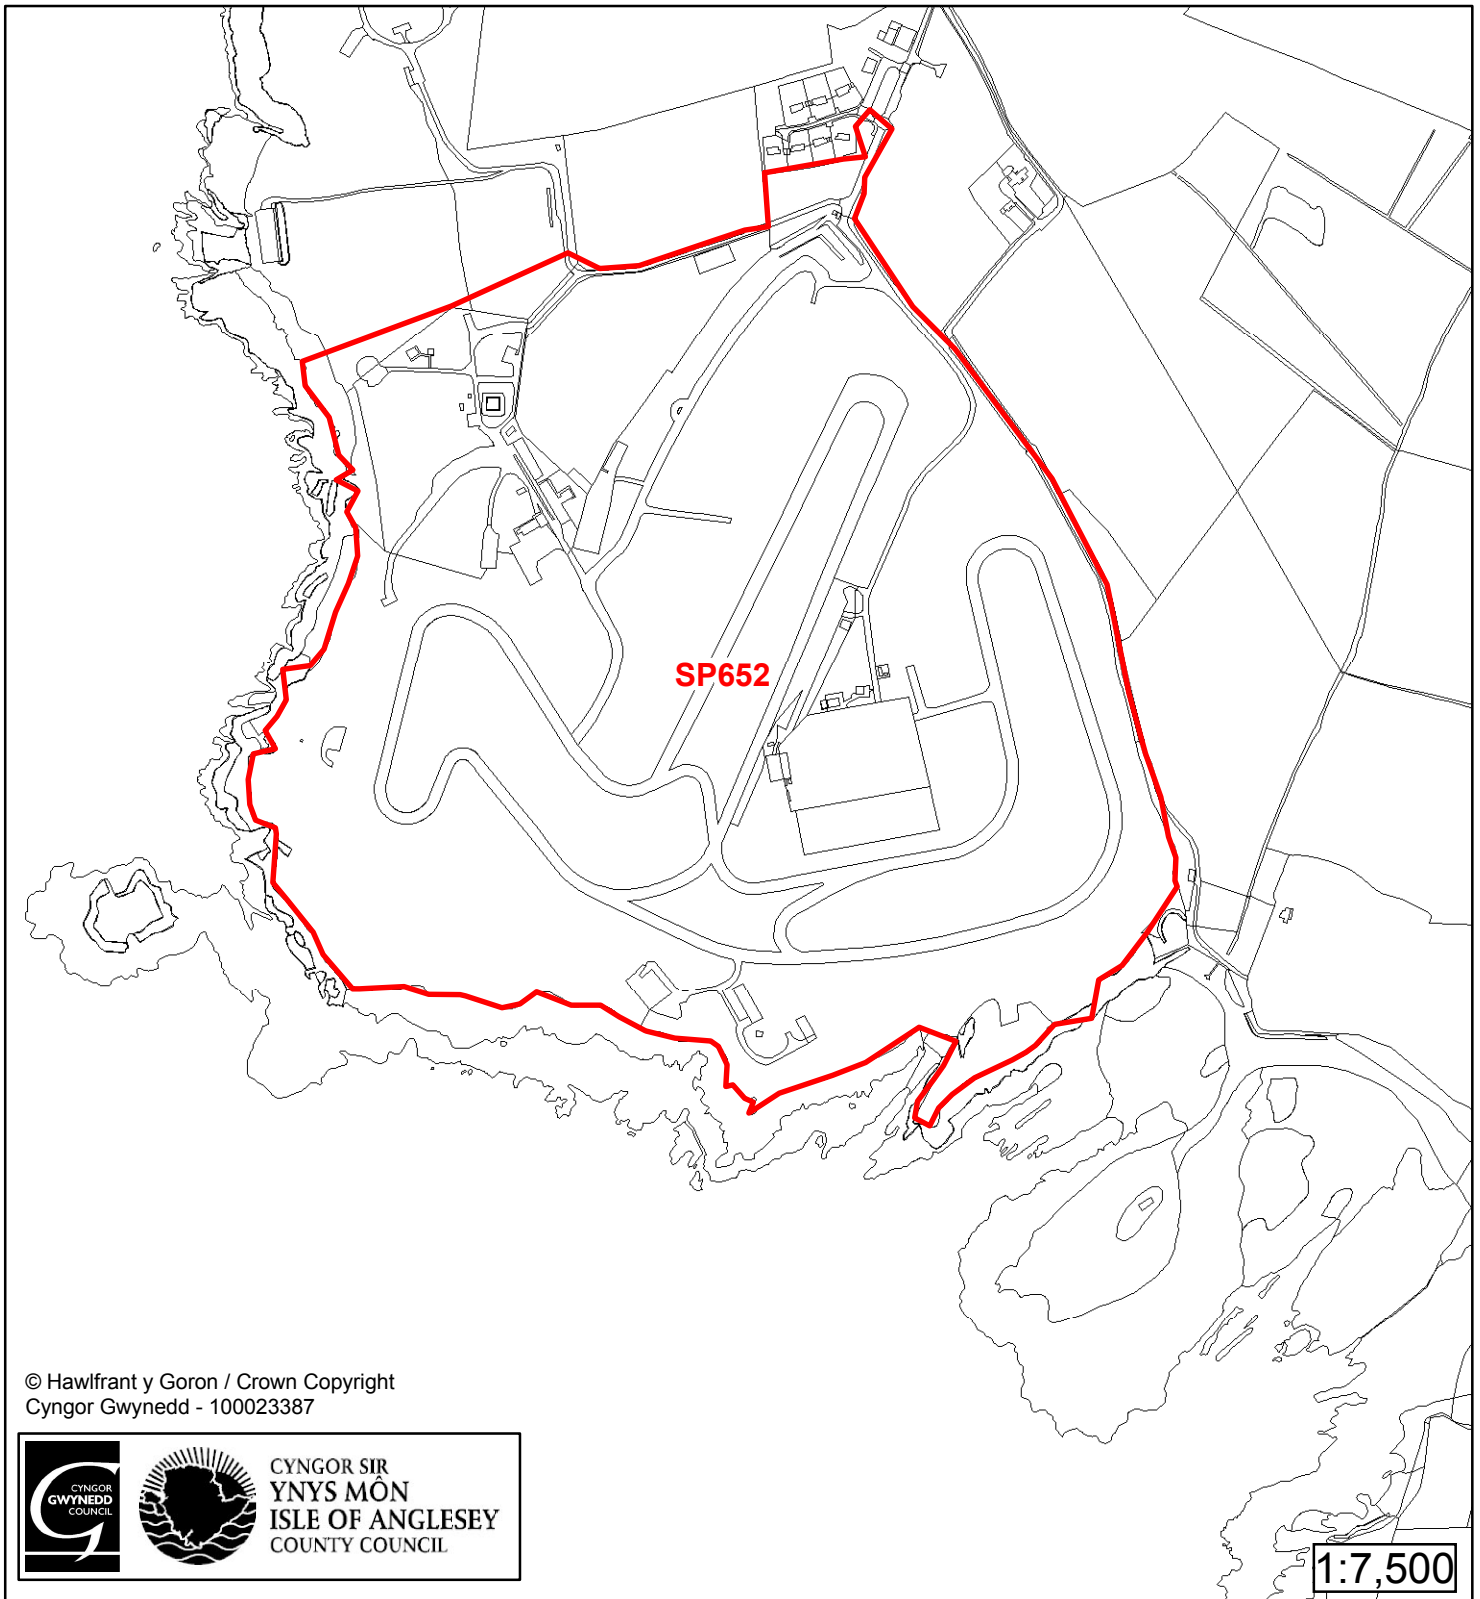 SP652
© Hawlfrant y Goron / Crown Copyright
Cyngor Gwynedd - 100023387
CYNGOR
GWYNEDD
COUNCIL
CYNGOR SIR
YNYS MÔN
ISLE OF ANGLESEY
COUNTY COUNCIL
1:7,500